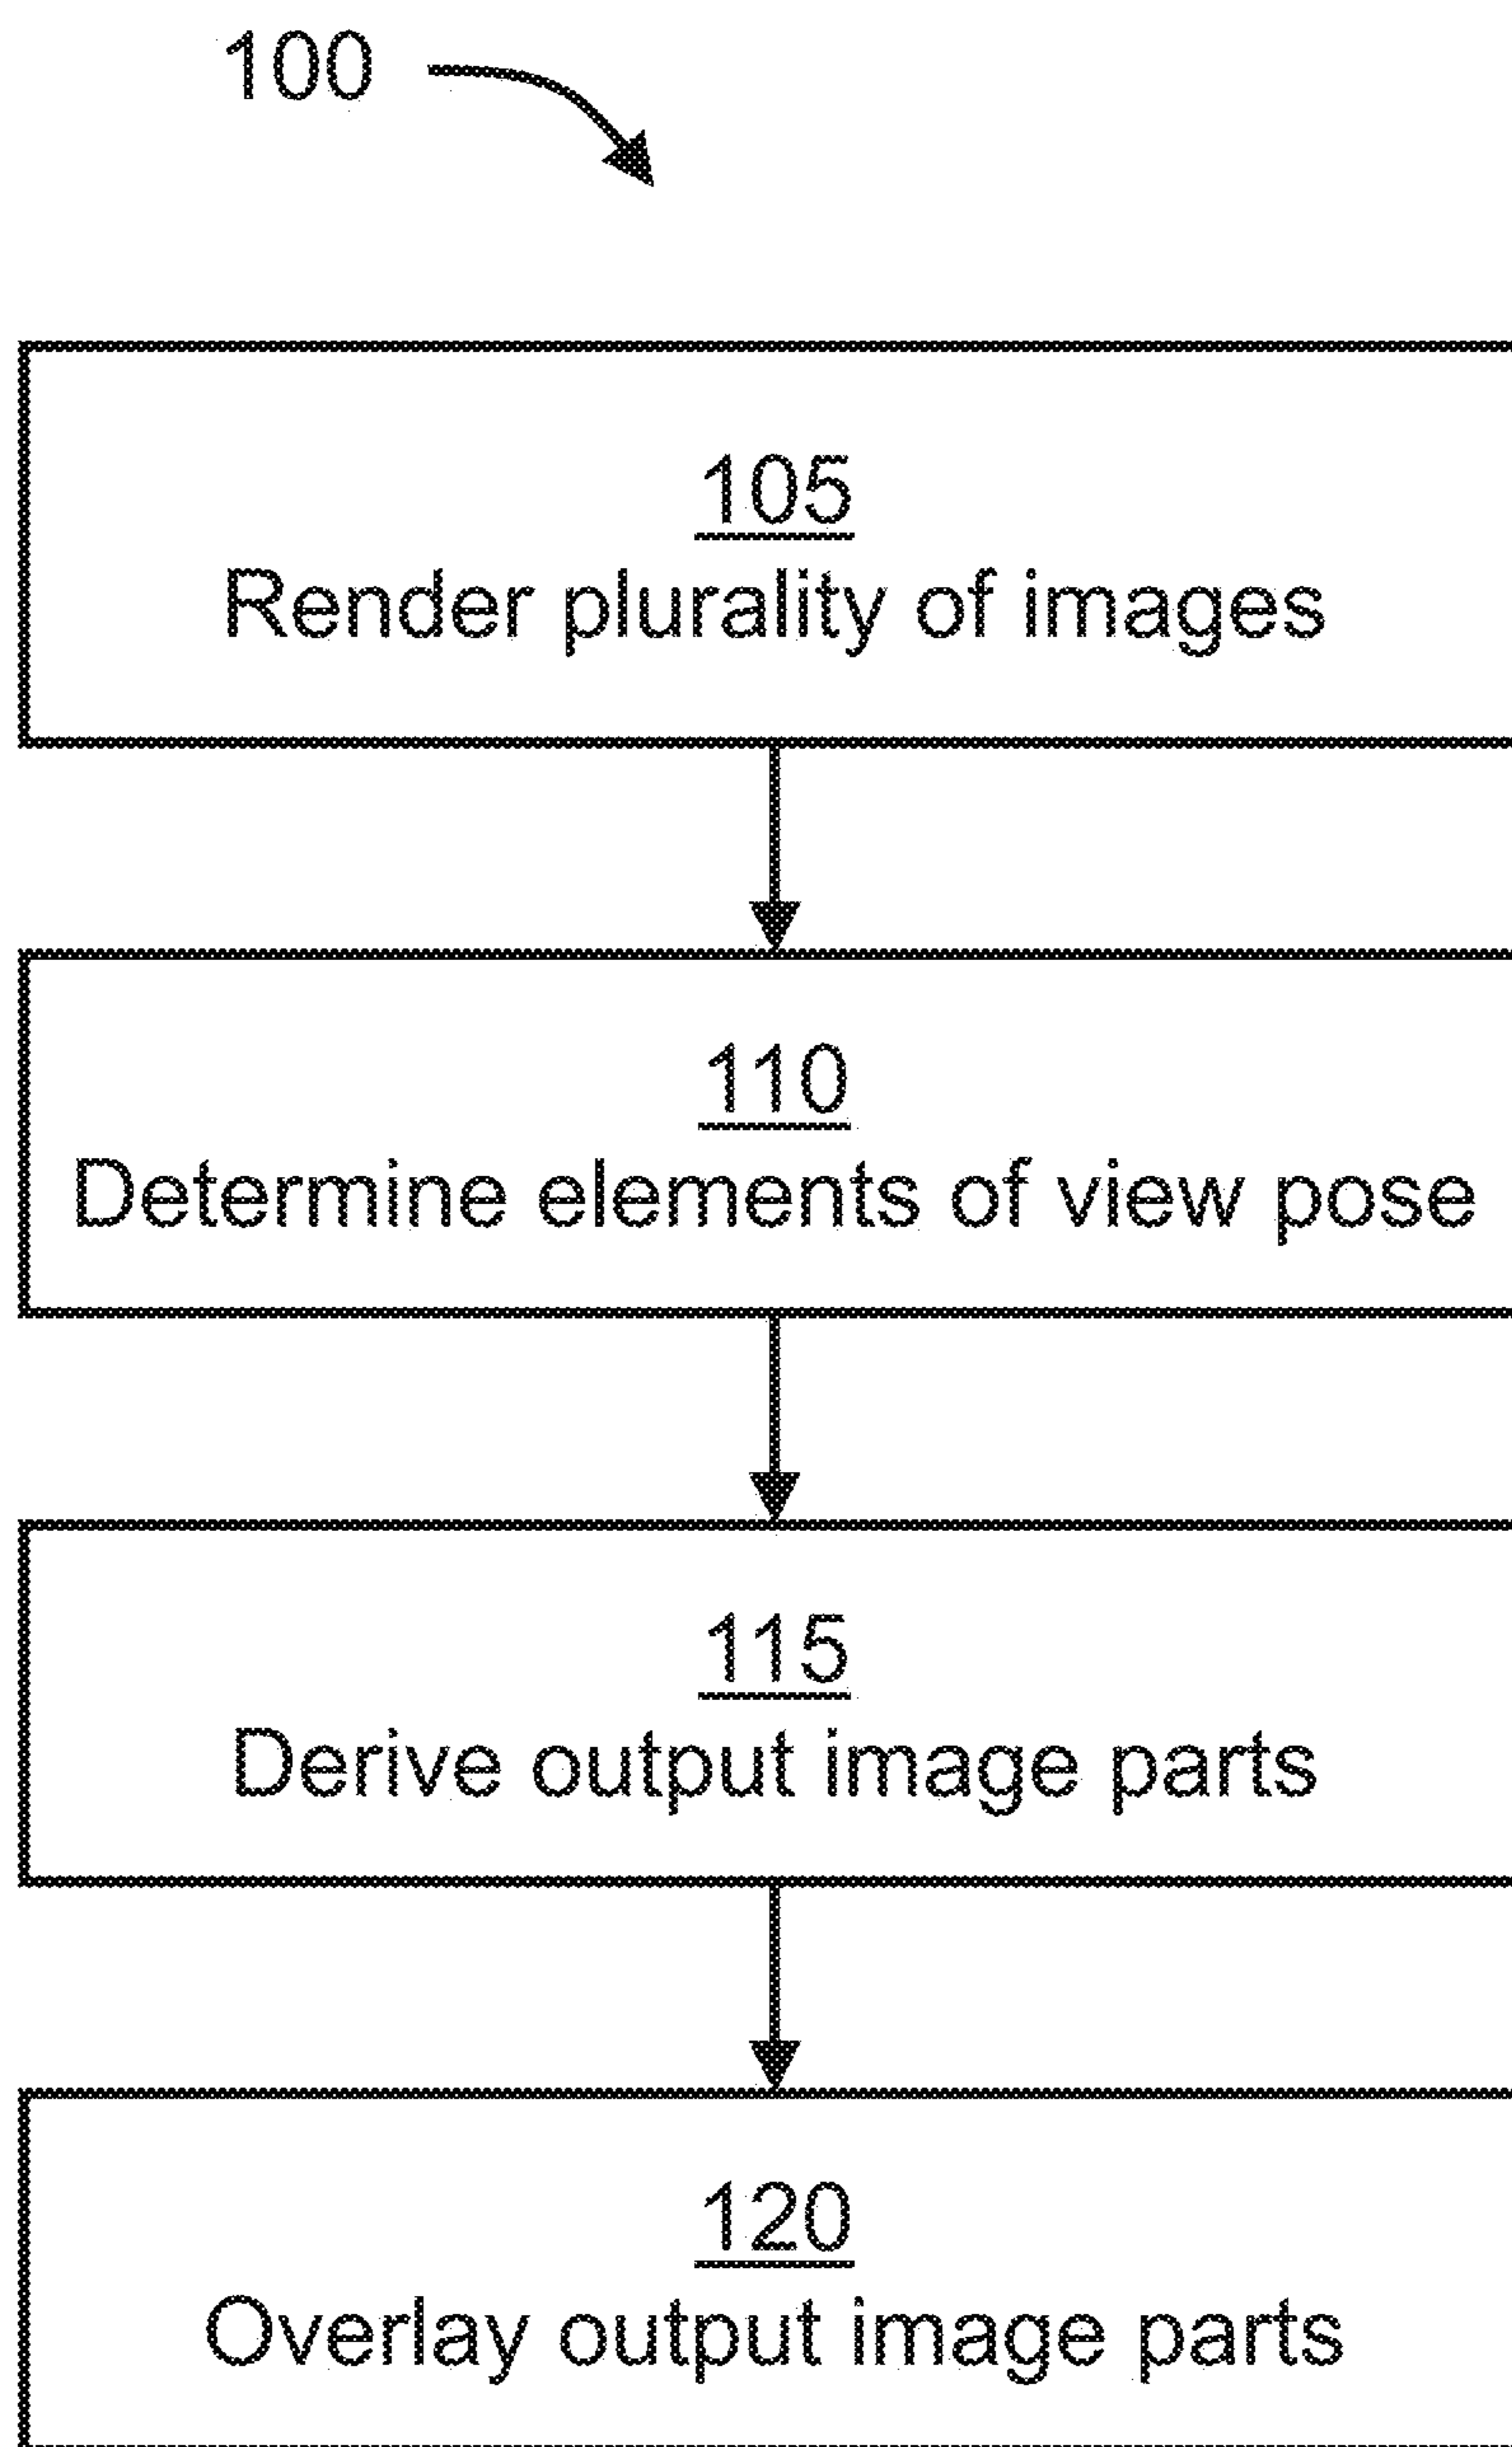 100
105
Render plurality of images
110
Determine elements of view pose
115
Derive output image parts
120
Overlay output image parts